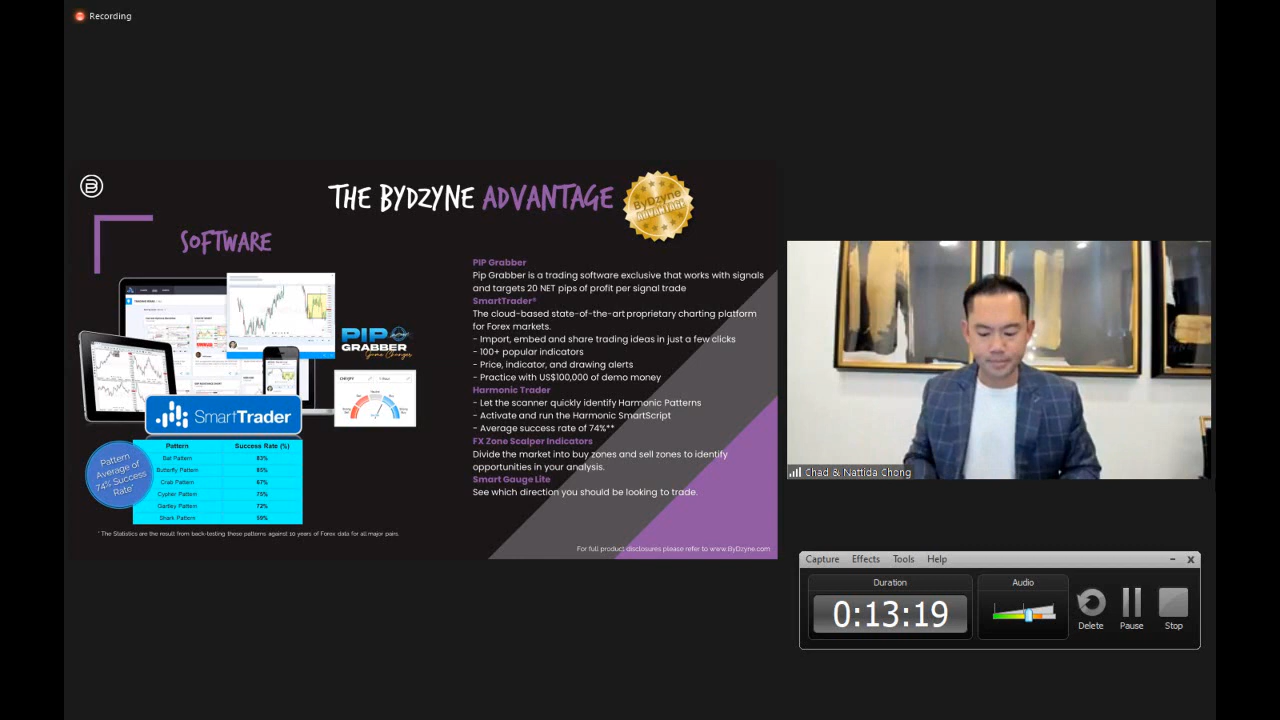 Recording
THE BYDZYNE ADVANTAGE
ByDzyne
ADVANTAGE
SOFTWARE
PIP
GRABBER
Game Changer
SmartTrader
Pattern
Average of
74% Success
Rate*
Pattern Success Rate (%)
Bat Pattern 83%
Butterfly Pattern 85%
Crab Pattern 67%
Cypher Pattern 75%
Gartley Pattern 72%
Shark Pattern
* The Statistics are the result from back-testing these patterns against 10 years of Forex data for all major pairs.
PIP Grabber
Pip Grabber is a trading software exclusive that works with signals
and targets 20 NET pips of profit per signal trade
SmartTrader®
The cloud-based state-of-the-art proprietary charting platform
for Forex markets.
- Import, embed and share trading ideas in just a few clicks
- 100+ popular indicators
- Price, indicator, and drawing alerts
- Practice with US$100,000 of demo money
Harmonic Trader
- Let the scanner quickly identify Harmonic Patterns
- Activate and run the Harmonic SmartScript
- Average success rate of 74%**
FX Zone Scalper Indicators
Divide the market into buy zones and sell zones to identify
opportunities in your analysis.
Smart Gauge Lite
See which direction you should be looking to trade.
For full product disclosures please refer to www.ByDzyne.com
Chad & Nattida Chong
Capture Effects Tools Help
Duration
0:13:19
Audio
Delete
Pause
Stop